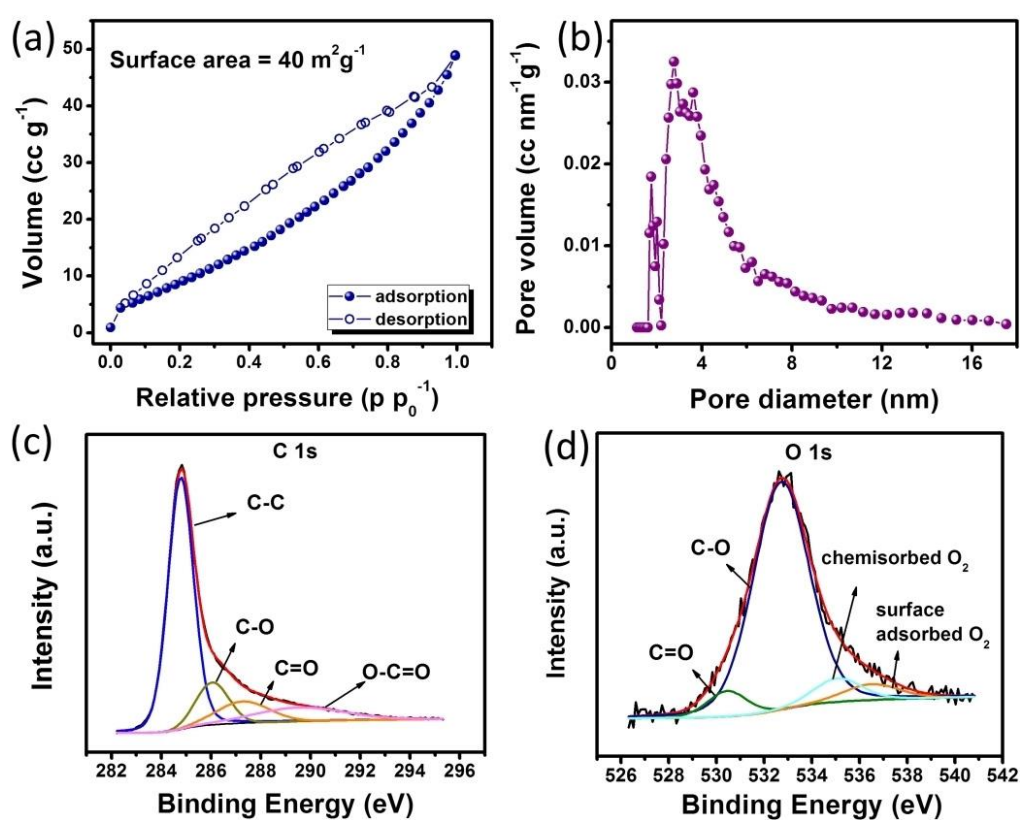 (a)
Surface area = 40 m²g⁻¹
50
40
30
20
10
0
Volume (cc g⁻¹)
adsorption
desorption
0.0 0.2 0.4 0.6 0.8 1.0
Relative pressure (p p₀⁻¹)
(b)
0.03
0.02
0.01
0.00
Pore volume (cc nm⁻¹g⁻¹)
0 4 8 12 16
Pore diameter (nm)
(c)
C 1s
C-C
C-O
C=O
O-C=O
Intensity (a.u.)
282 284 286 288 290 292 294 296
Binding Energy (eV)
(d)
O 1s
C-O
chemisorbed O₂
surface
adsorbed O₂
C=O
Intensity (a.u.)
526 528 530 532 534 536 538 540 542
Binding Energy (eV)